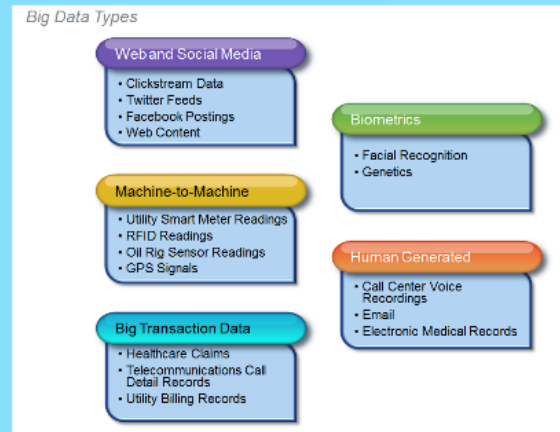 Big Data Types
Web and Social Media
• Clickstream Data
• Twitter Feeds
• Facebook Postings
• Web Content
Machine-to-Machine
• Utility Smart Meter Readings
• RFID Readings
• Oil Rig Sensor Readings
• GPS Signals
Big Transaction Data
• Healthcare Claims
• Telecommunications Call
Detail Records
• Utility Billing Records
Biometrics
• Facial Recognition
• Genetics
Human Generated
• Call Center Voice
Recordings
• Email
• Electronic Medical Records